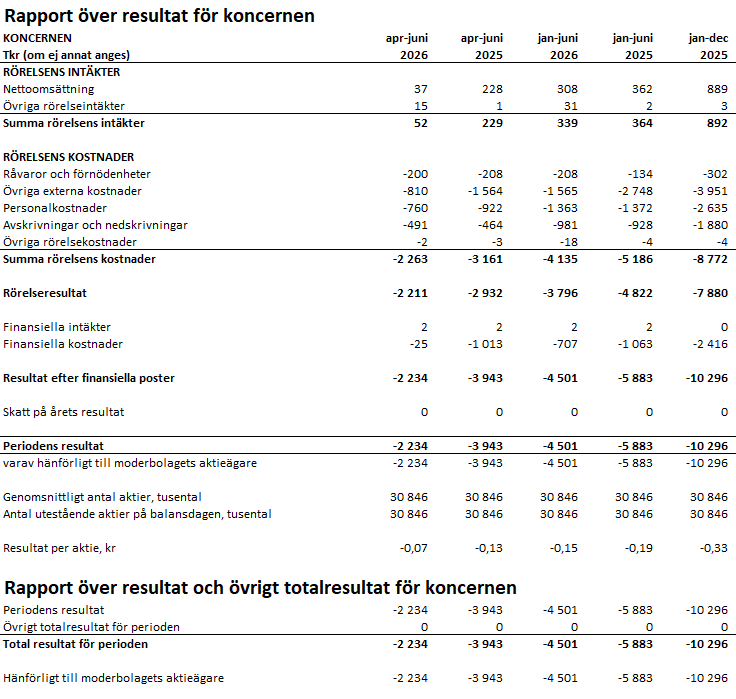 Rapport över resultat för koncernen
KONCERNEN apr-juni apr-juni jan-juni jan-juni jan-dec
Tkr (om ej annat anges) 2026 2025 2026 2025 2025
RÖRELSENS INTÄKTER
Nettoomsättning 37 228 308 362 889
Övriga rörelseintäkter 15 1 31 2 3
Summa rörelsens intäkter 52 229 339 364 892
RÖRELSENS KOSTNADER
Råvaror och förnödenheter -200 -208 -208 -134 -302
Övriga externa kostnader -810 -1 564 -1 565 -2 748 -3 951
Personalkostnader -760 -922 -1 363 -1 372 -2 635
Avskrivningar och nedskrivningar -491 -464 -981 -928 -1 880
Övriga rörelsekostnader -2 -3 -18 -4 -4
Summa rörelsens kostnader -2 263 -3 161 -4 135 -5 186 -8 772
Rörelseresultat -2 211 -2 932 -3 796 -4 822 -7 880
Finansiella intäkter 2 2 2 2 0
Finansiella kostnader -25 -1 013 -707 -1 063 -2 416
Resultat efter finansiella poster -2 234 -3 943 -4 501 -5 883 -10 296
Skatt på årets resultat 0 0 0 0 0
Periodens resultat -2 234 -3 943 -4 501 -5 883 -10 296
varav hänförligt till moderbolagets aktieägare -2 234 -3 943 -4 501 -5 883 -10 296
Genomsnittligt antal aktier, tusental 30 846 30 846 30 846 30 846 30 846
Antal utestående aktier på balansdagen, tusental 30 846 30 846 30 846 30 846 30 846
Resultat per aktie, kr -0,07 -0,13 -0,15 -0,19 -0,33
Rapport över resultat och övrigt totalresultat för koncernen
Periodens resultat -2 234 -3 943 -4 501 -5 883 -10 296
Övrigt totalresultat för perioden 0 0 0 0 0
Total resultat för perioden -2 234 -3 943 -4 501 -5 883 -10 296
Hänförligt till moderbolagets aktieägare -2 234 -3 943 -4 501 -5 883 -10 296